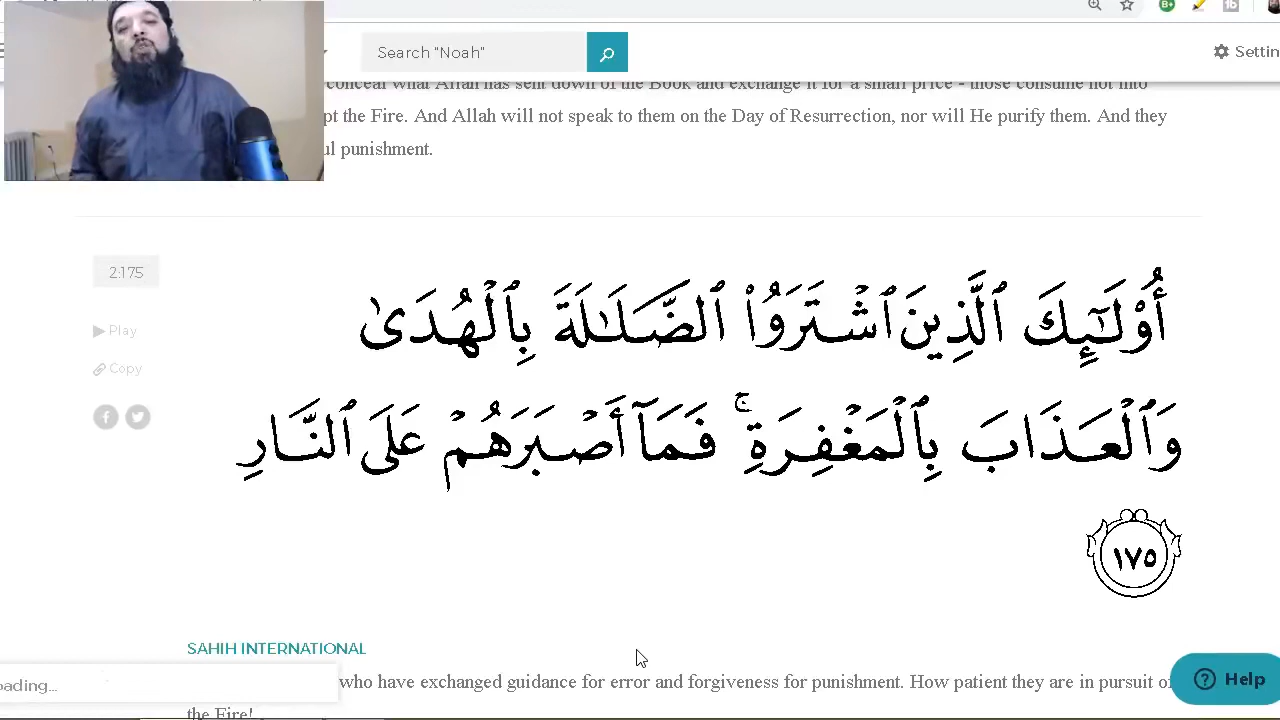 Search "Noah"
Settin
conceal what Allah has sent down of the Book and exchange it for a small price - those consume not into
pt the Fire. And Allah will not speak to them on the Day of Resurrection, nor will He purify them. And they
ul punishment.
2:175
أُو۟لَـٰٓئِكَ ٱلَّذِينَ ٱشْتَرَوُا۟ ٱلضَّلَـٰلَةَ بِٱلْهُدَىٰ
Play
Copy
وَٱلْعَذَابَ بِٱلْمَغْفِرَةِ ۚ فَمَآ أَصْبَرَهُمْ عَلَى ٱلنَّارِ
١٧٥
SAHIH INTERNATIONAL
who have exchanged guidance for error and forgiveness for punishment. How patient they are in pursuit of
the Fire!
oading...
Help